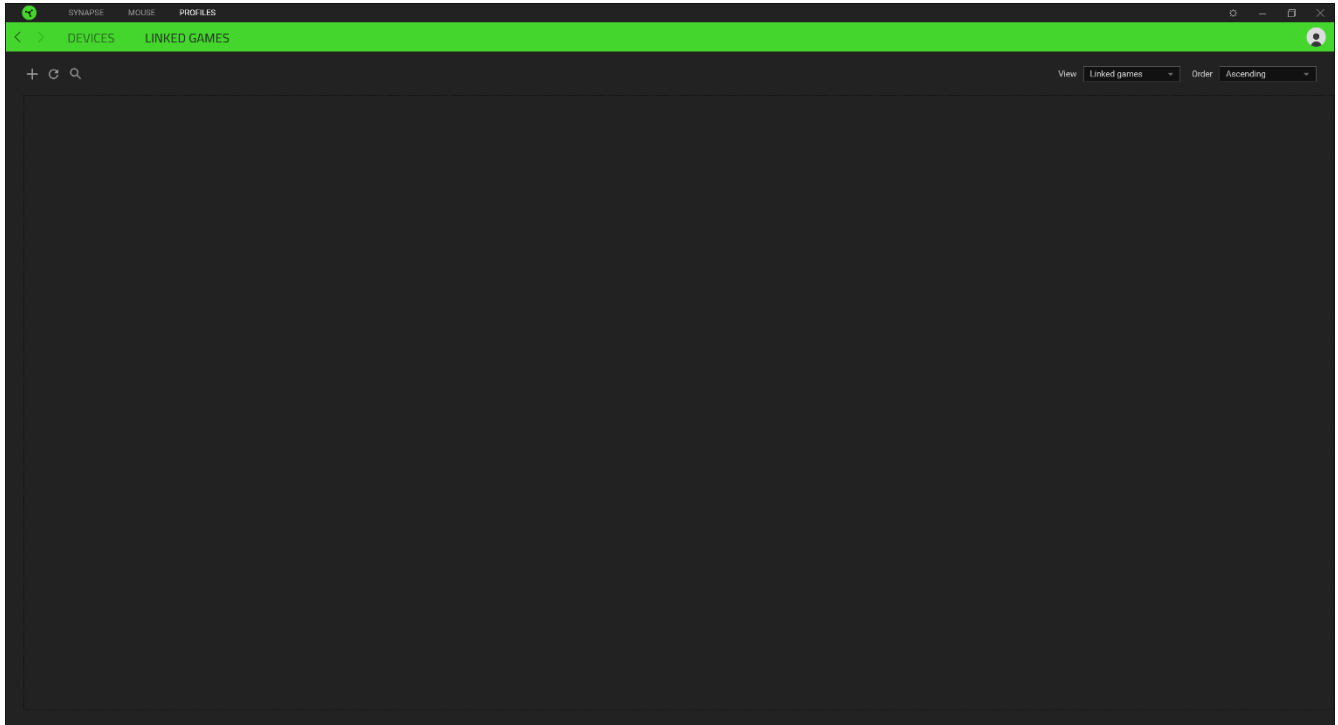 SYNAPSE MOUSE PROFILES
DEVICES LINKED GAMES
View Linked games Order Ascending